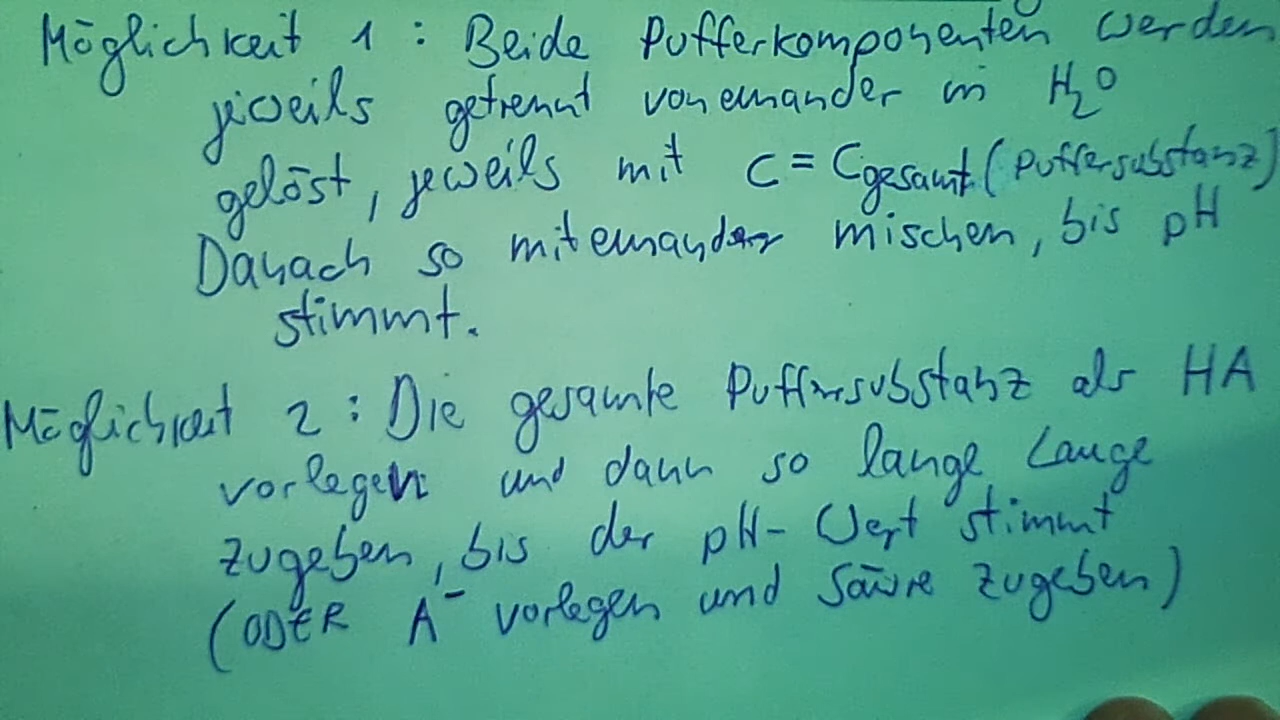 Möglichkeit 1 : Beide Pufferkomponenten werden
jeweils getrennt voneinander in H₂O
gelöst, jeweils mit c = Cgesamt (Puffersubstanz)
Danach so miteinander mischen, bis pH
stimmt.
Möglichkeit 2 : Die gesamte Puffersubstanz als HA
vorlegen und dann so lange Lauge
zugeben, bis der pH-Wert stimmt
(ODER A⁻ vorlegen und Säure zugeben)